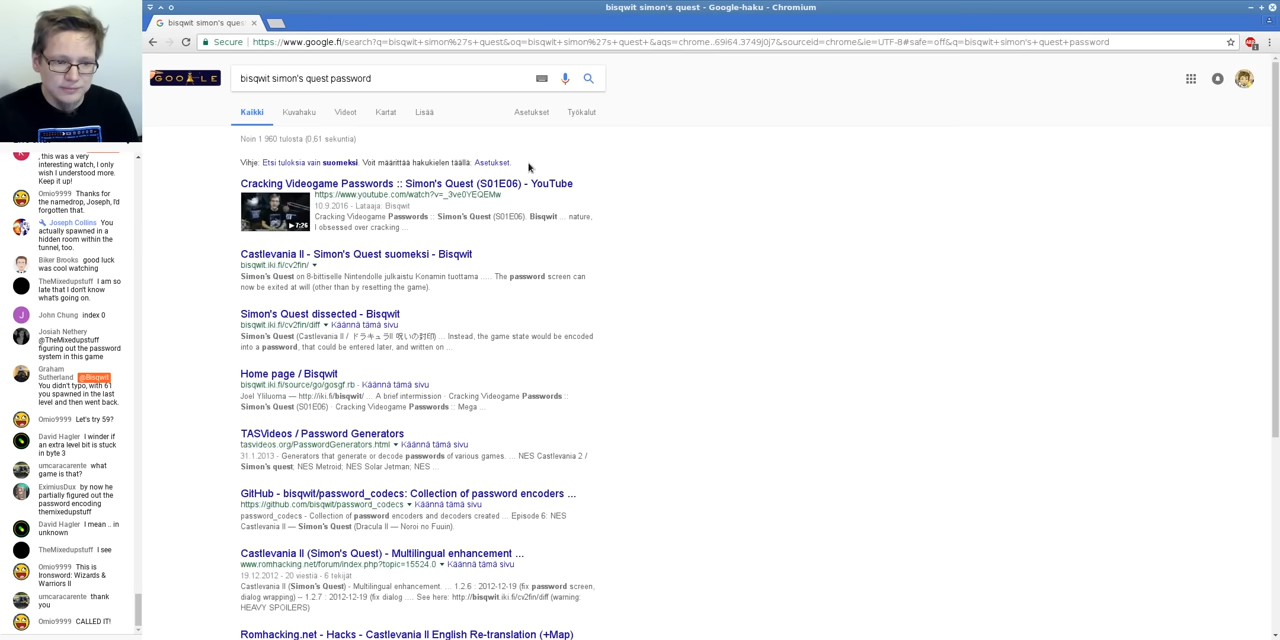 bisqwit simon's quest - Google-haku - Chromium
bisqwit simon's ques
Secure
https://www.google.fi/search?q=bisqwit+simon%27s+quest&oq=bisqwit+simon%27s+quest+&aqs=chrome..69i64.3749j0j7&sourceid=chrome&ie=UTF-8#safe=off&q=bisqwit+simon's+quest+password
bisqwit simon's quest password
Kaikki Kuvahaku Videot Kartat Lisää Asetukset Työkalut
Noin 1 960 tulosta (0,61 sekuntia)
Vihje: Etsi tuloksia vain suomeksi. Voit määrittää hakukielen täällä: Asetukset.
Cracking Videogame Passwords :: Simon's Quest (S01E06) - YouTube
https://www.youtube.com/watch?v=_3ve0YEQEMw
10.9.2016 - Lataaja: Bisqwit
Cracking Videogame Passwords :: Simon's Quest (S01E06). Bisqwit ... nature,
I obsessed over cracking ...
7:26
Castlevania II - Simon's Quest suomeksi - Bisqwit
bisqwit.iki.fi/cv2fin/
Simon's Quest on 8-bittiselle Nintendolle julkaistu Konamin tuottama ..... The password screen can
now be exited at will (other than by resetting the game).
Simon's Quest dissected - Bisqwit
bisqwit.iki.fi/cv2fin/diff Käännä tämä sivu
Simon's Quest (Castlevania II / ドラキュラII 呪いの封印) ... Instead, the game state would be encoded
into a password, that could be entered later, and written on ...
Home page / Bisqwit
bisqwit.iki.fi/source/go/gosgf.rb - Käännä tämä sivu
Joel Yliluoma — http://iki.fi/bisqwit/ ... A brief intermission · Cracking Videogame Passwords ::
Simon's Quest (S01E06) · Cracking Videogame Passwords :: Mega ...
TASVideos / Password Generators
tasvideos.org/PasswordGenerators.html Käännä tämä sivu
31.1.2013 - Generators that generate or decode passwords of various games. ... NES Castlevania 2 /
Simon's quest; NES Metroid; NES Solar Jetman; NES ...
GitHub - bisqwit/password_codecs: Collection of password encoders ...
https://github.com/bisqwit/password_codecs Käännä tämä sivu
password_codecs - Collection of password encoders and decoders created ... Episode 6: NES
Castlevania II — Simon's Quest (Dracula II — Noroi no Fuuin).
Castlevania II (Simon's Quest) - Multilingual enhancement ...
www.romhacking.net/forum/index.php?topic=15524.0 Käännä tämä sivu
19.12.2012 - 20 viestiä - 6 tekijät
Castlevania II (Simon's Quest) - Multilingual enhancement. ... 1.2.6 : 2012-12-19 (fix password screen,
dialog wrapping) – 1.2.7 : 2012-12-19 (fix dialog .... See here: http://bisqwit.iki.fi/cv2fin/diff (warning:
HEAVY SPOILERS)
Romhacking.net - Hacks - Castlevania II English Re-translation (+Map)
, this was a very
interesting watch, I only
wish I understood more.
Keep it up!
Omio9999 Thanks for
the namedrop, Joseph, I'd
forgotten that.
Joseph Collins You
actually spawned in a
hidden room within the
tunnel, too.
Biker Brooks good luck
was cool watching
TheMixedupstuff I am so
late that I don't know
what's going on.
John Chung index 0
Josiah Nethery
@TheMixedupstuff
figuring out the password
system in this game
Graham
Sutherland @Bisqwit
You didn't typo, with 61
you spawned in the last
level and then went back.
Omio9999 Let's try 59?
David Hagler I winder if
an extra level bit is stuck
in byte 3
umcaracarente what
game is that?
EximiusDux by now he
partially figured out the
password encoding
themixedupstuff
David Hagler I mean .. in
unknown
TheMixedupstuff I see
Omio9999 This is
Ironsword: Wizards &
Warriors II
umcaracarente thank
you
Omio9999 CALLED IT!